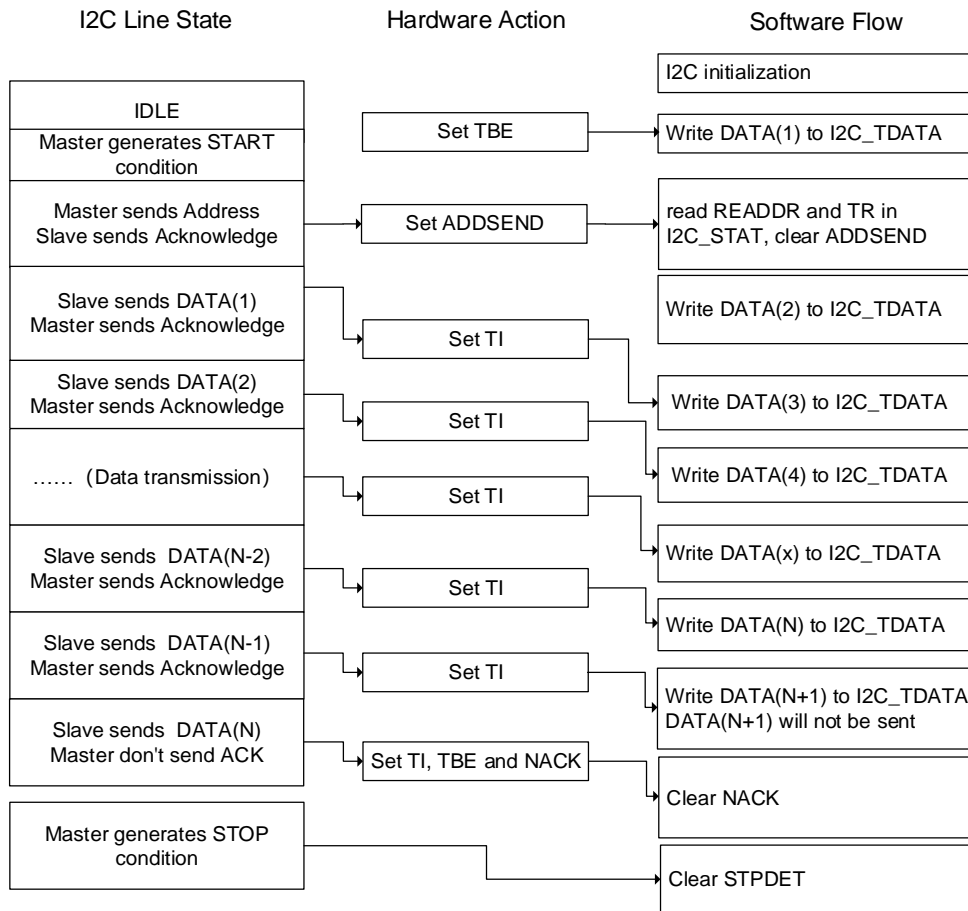 I2C Line State
Hardware Action
Software Flow
I2C initialization
IDLE
Set TBE
Write DATA(1) to I2C_TDATA
Master generates START
condition
Master sends Address
Slave sends Acknowledge
Set ADDSEND
read READDR and TR in
I2C_STAT, clear ADDSEND
Slave sends DATA(1)
Master sends Acknowledge
Write DATA(2) to I2C_TDATA
Set TI
Slave sends DATA(2)
Master sends Acknowledge
Write DATA(3) to I2C_TDATA
Set TI
…… (Data transmission)
Write DATA(4) to I2C_TDATA
Set TI
Slave sends DATA(N-2)
Master sends Acknowledge
Write DATA(x) to I2C_TDATA
Set TI
Write DATA(N) to I2C_TDATA
Slave sends DATA(N-1)
Master sends Acknowledge
Set TI
Write DATA(N+1) to I2C_TDATA
DATA(N+1) will not be sent
Slave sends DATA(N)
Master don't send ACK
Set TI, TBE and NACK
Clear NACK
Master generates STOP
condition
Clear STPDET